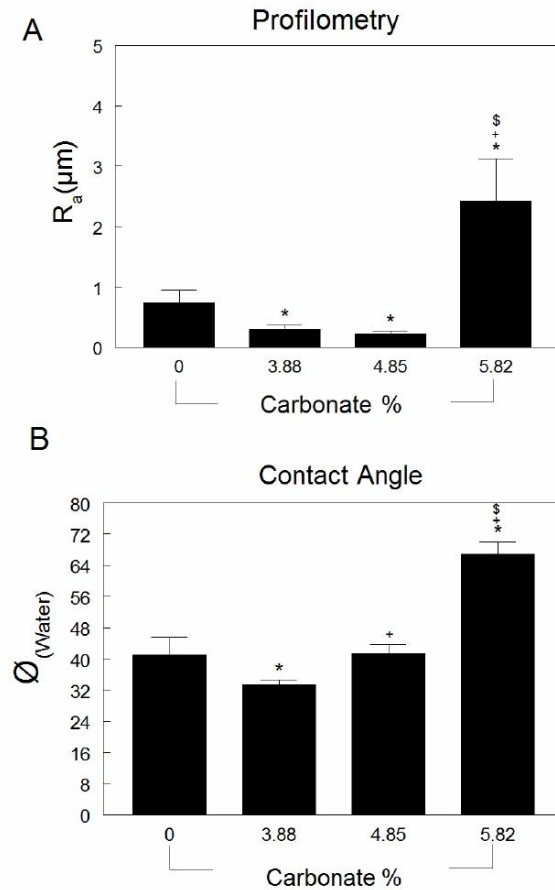 A
Profilometry
5
4
3
2
1
0
Ra(µm)
*
*
$
+
*
0 3.88 4.85 5.82
Carbonate %
B
Contact Angle
80
72
64
56
48
40
32
24
16
8
0
Ø(Water)
*
+
$
+
*
0 3.88 4.85 5.82
Carbonate %